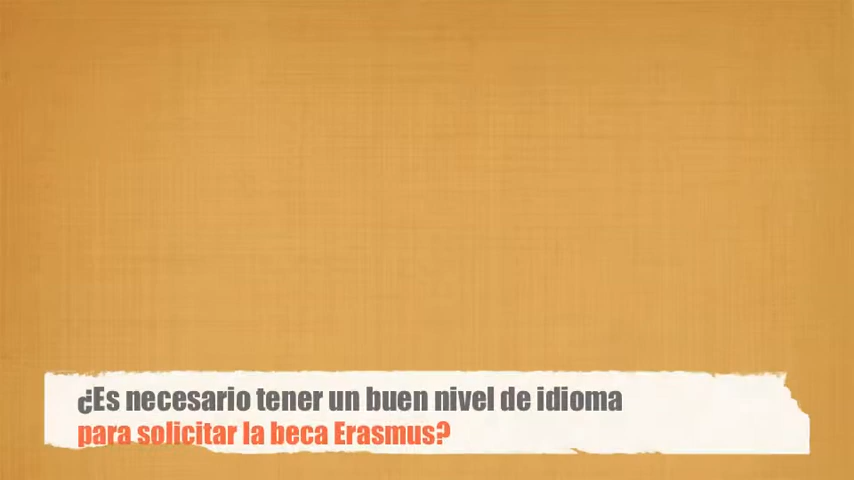 ¿Es necesario tener un buen nivel de idioma
para solicitar la beca Erasmus?